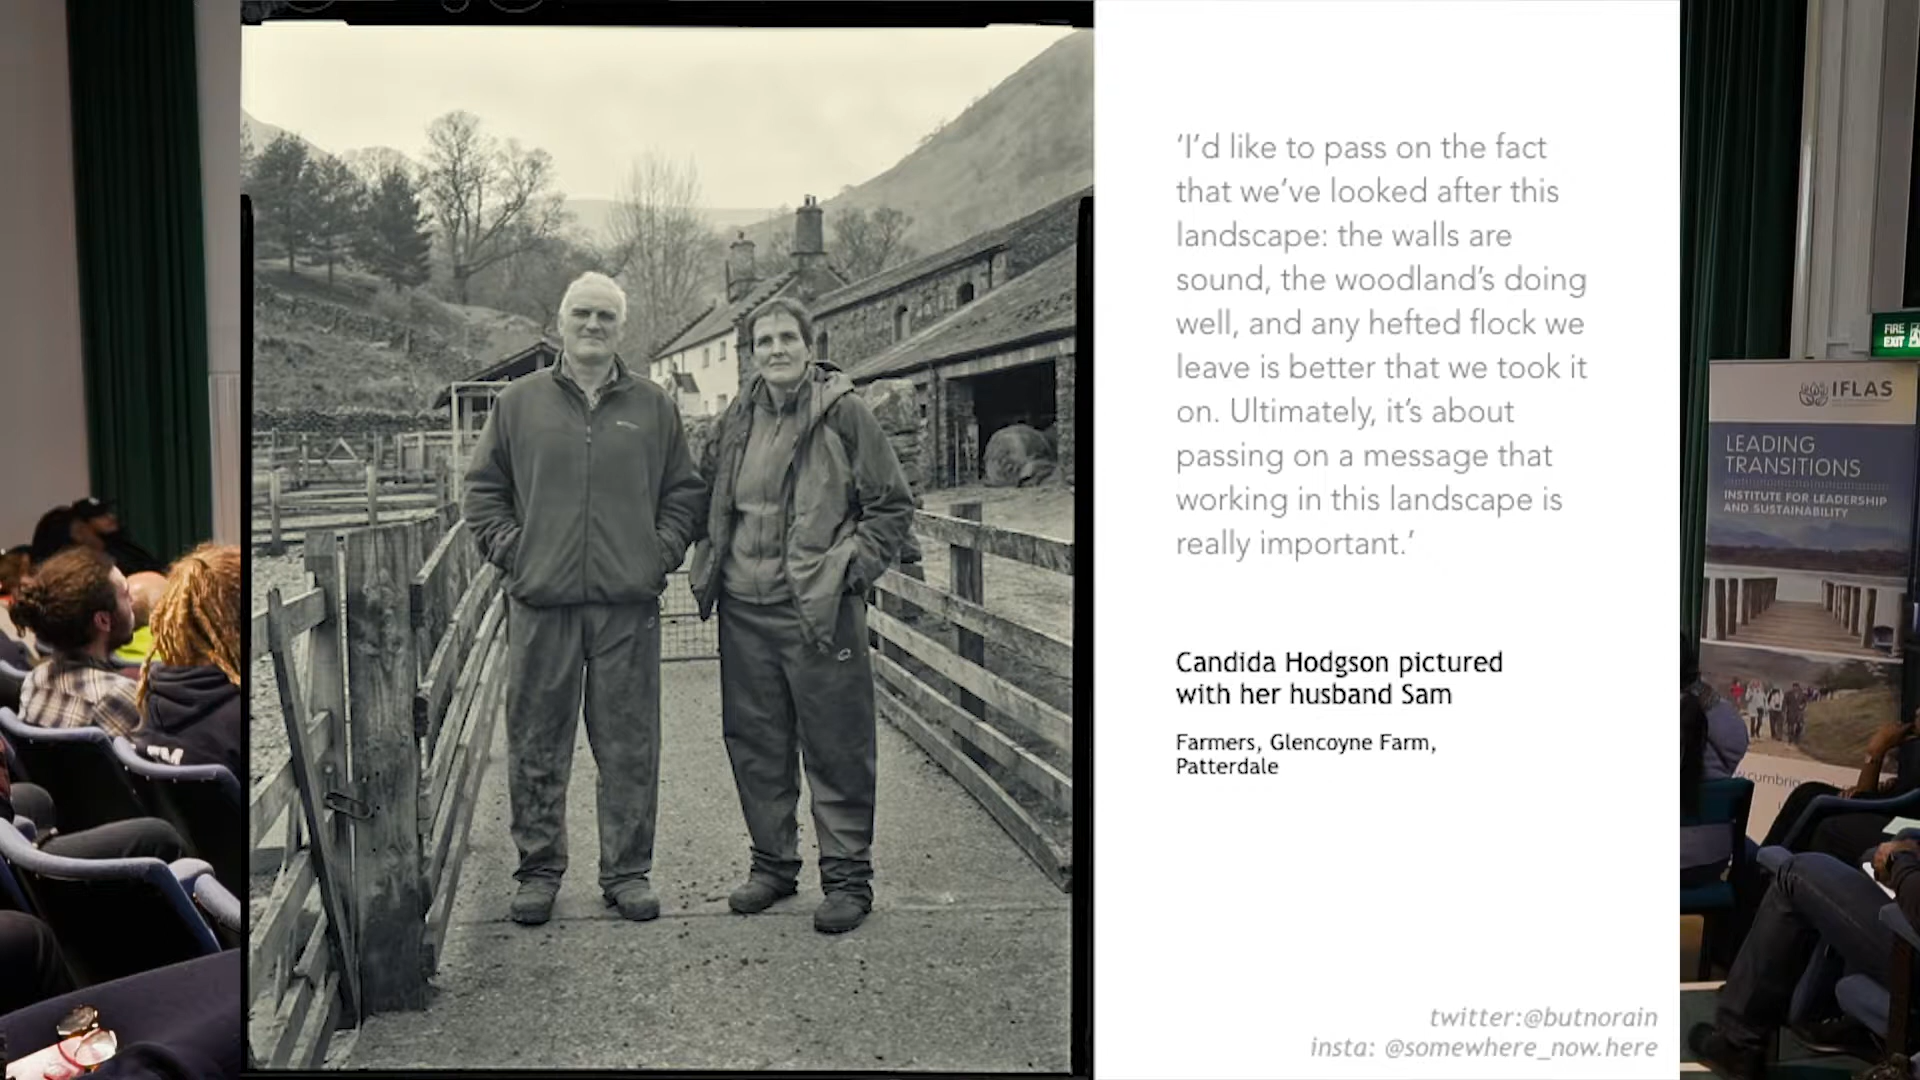 ‘I’d like to pass on the fact
that we’ve looked after this
landscape: the walls are
sound, the woodland’s doing
well, and any hefted flock we
leave is better that we took it
on. Ultimately, it’s about
passing on a message that
working in this landscape is
really important.’
Candida Hodgson pictured
with her husband Sam
Farmers, Glencoyne Farm,
Patterdale
twitter:@butnorain
insta: @somewhere_now.here
FIRE
EXIT
IFLAS
LEADING
TRANSITIONS
INSTITUTE FOR LEADERSHIP
AND SUSTAINABILITY